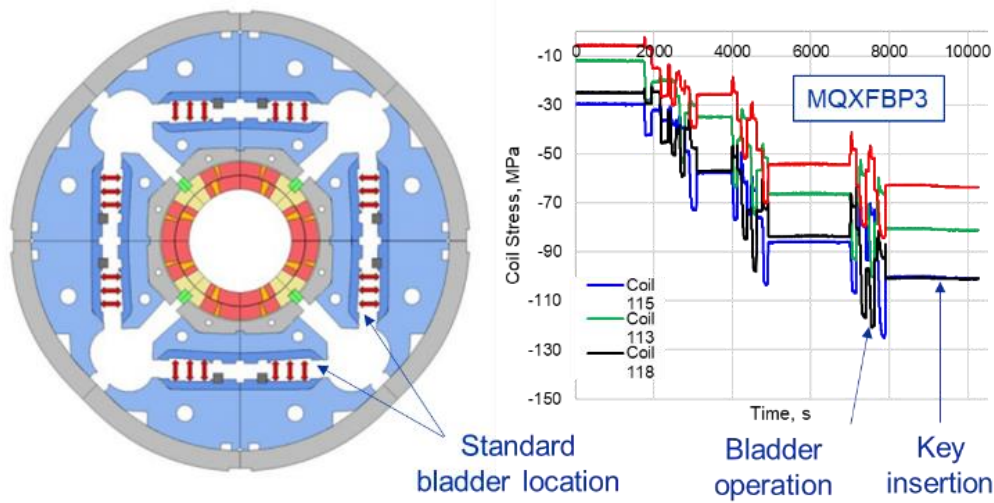 -10
0
2000
4000
6000
8000
10000
MQXFBP3
-30
-50
-70
-90
-110
-130
-150
Coil Stress, MPa
Coil
115
Coil
113
Coil
118
Time, s
Standard
bladder location
Bladder
operation
Key
insertion